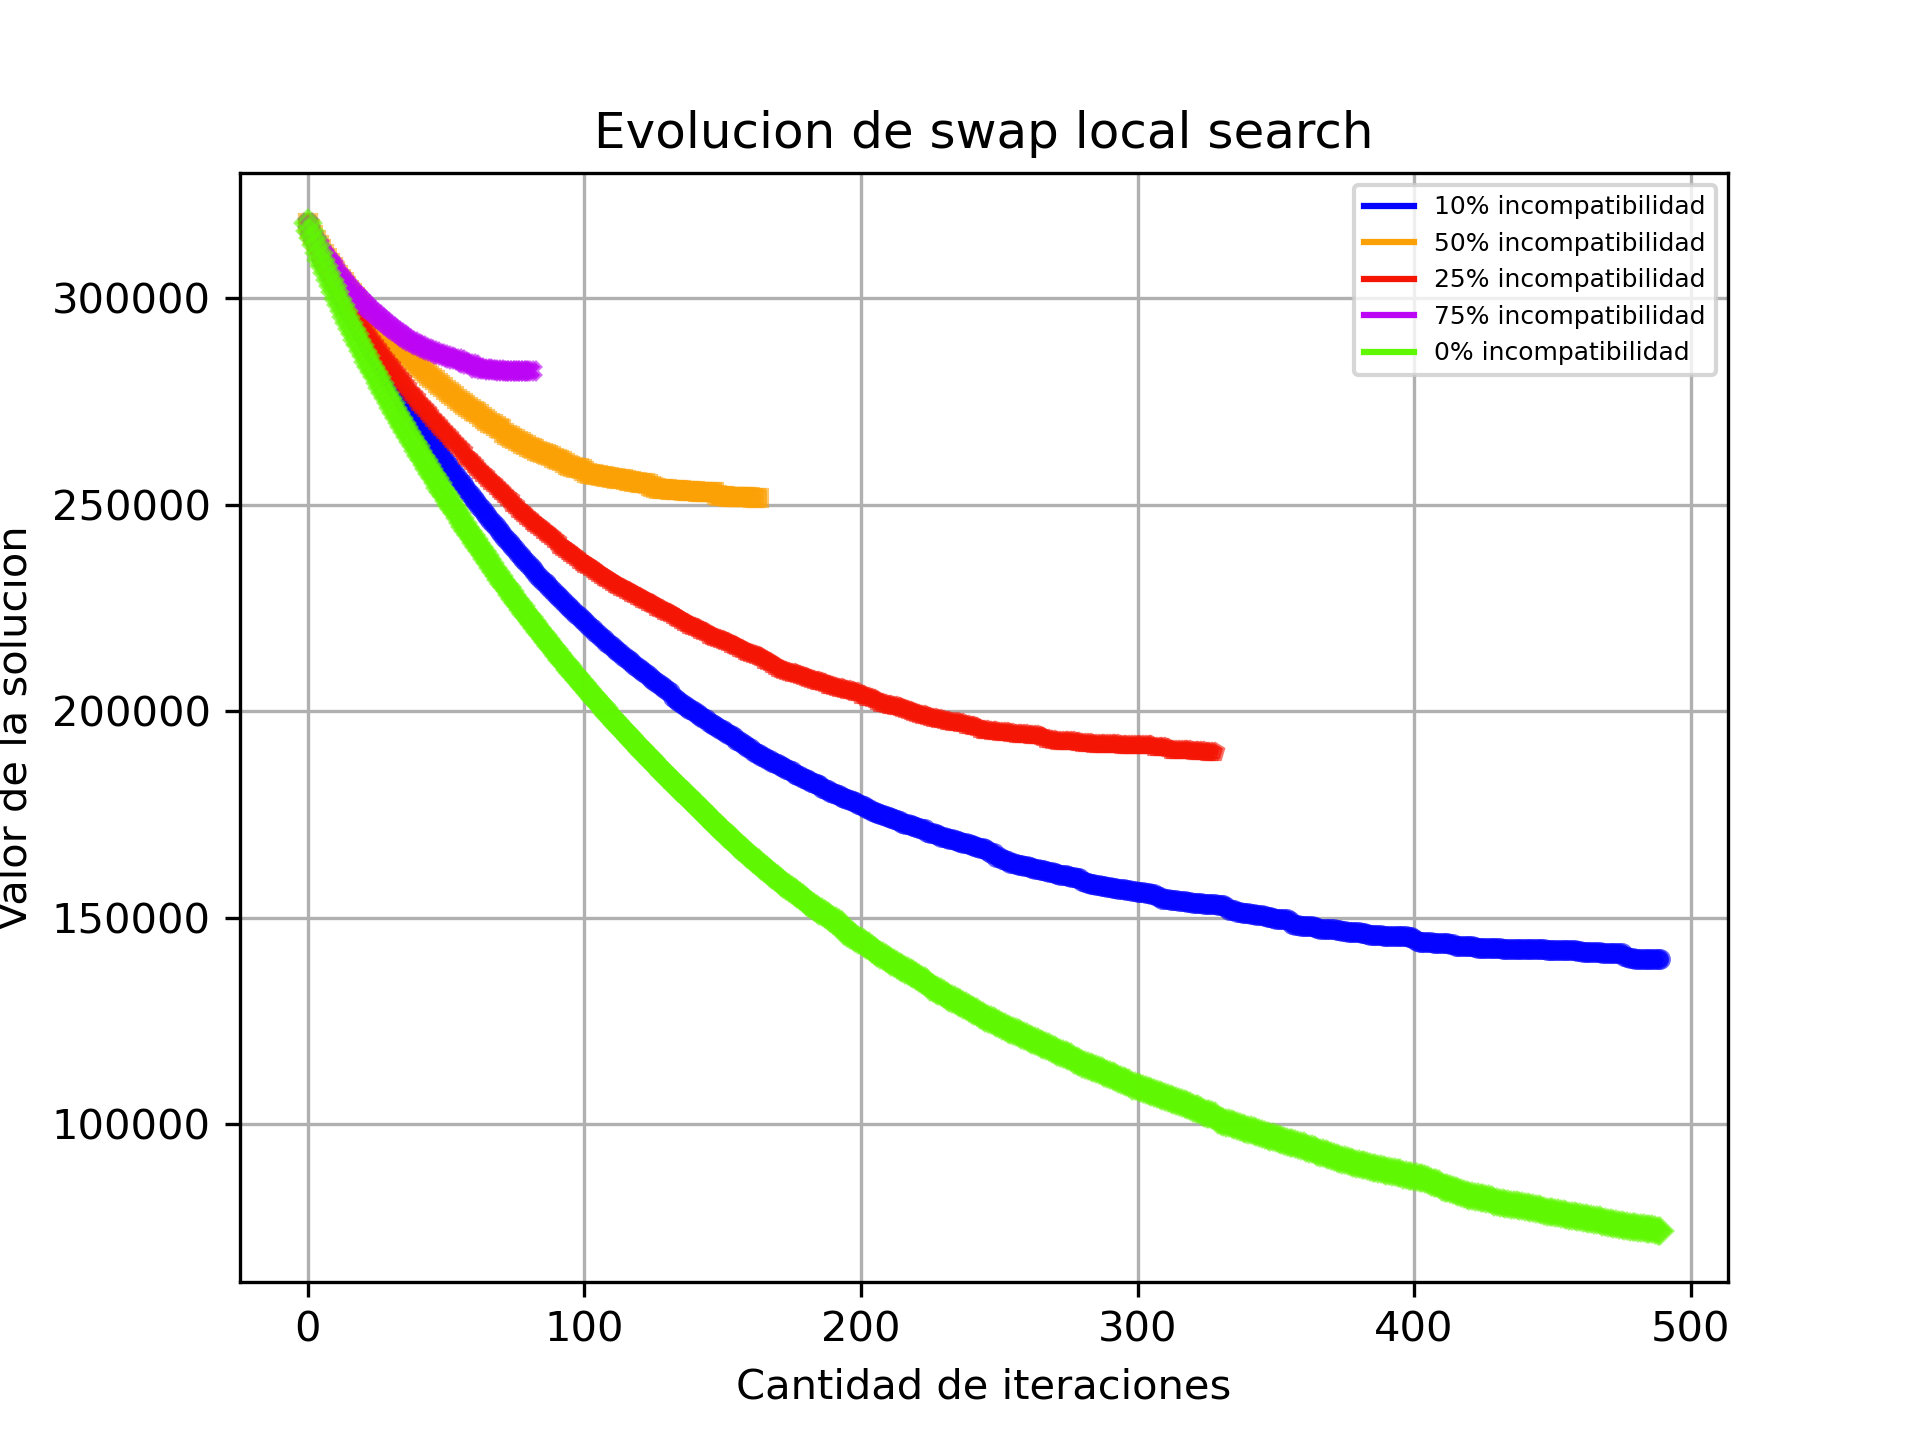 Evolucion de swap local search
10% incompatibilidad
50% incompatibilidad
25% incompatibilidad
75% incompatibilidad
0% incompatibilidad
300000
250000
200000
150000
100000
Valor de la solucion
0 100 200 300 400 500
Cantidad de iteraciones